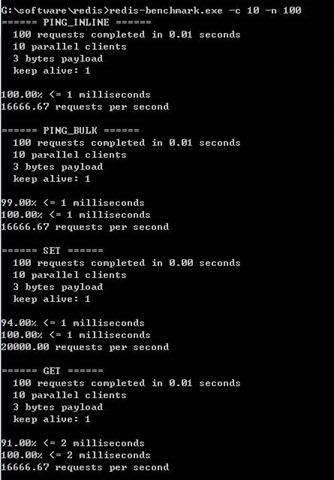 G:\software\redis>redis-benchmark.exe -c 10 -n 100
====== PING_INLINE ======
100 requests completed in 0.01 seconds
10 parallel clients
3 bytes payload
keep alive: 1
100.00% <= 1 milliseconds
16666.67 requests per second
====== PING_BULK ======
100 requests completed in 0.01 seconds
10 parallel clients
3 bytes payload
keep alive: 1
99.00% <= 1 milliseconds
100.00% <= 1 milliseconds
16666.67 requests per second
====== SET ======
100 requests completed in 0.00 seconds
10 parallel clients
3 bytes payload
keep alive: 1
94.00% <= 1 milliseconds
100.00% <= 1 milliseconds
20000.00 requests per second
====== GET ======
100 requests completed in 0.01 seconds
10 parallel clients
3 bytes payload
keep alive: 1
91.00% <= 2 milliseconds
100.00% <= 2 milliseconds
16666.67 requests per second